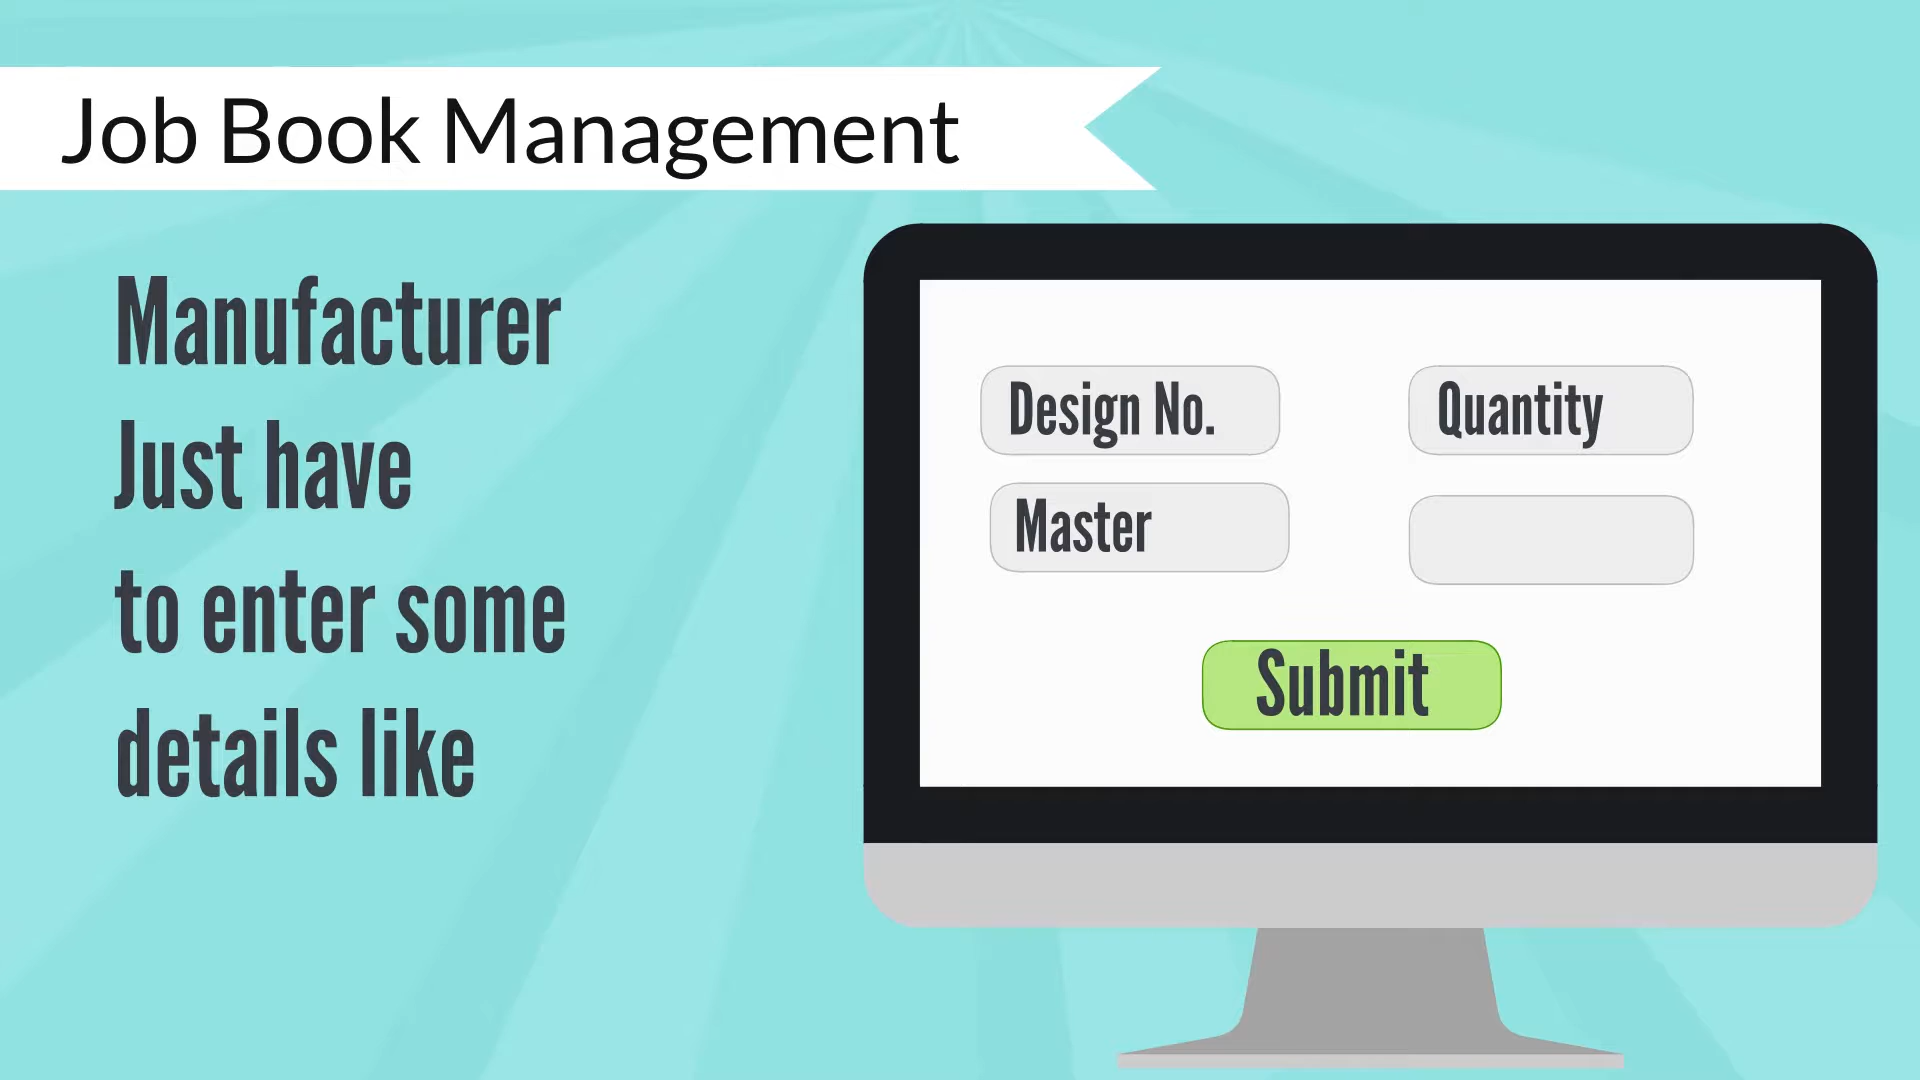 Job Book Management
Manufacturer
Just have
to enter some
details like
Design No.
Quantity
Master
Submit